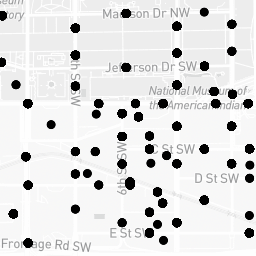 Madison Dr NW
Jefferson Dr SW
National Museum of
the American Indian
C St SW
6th St SW
D St SW
E St SW
Frontage Rd SW